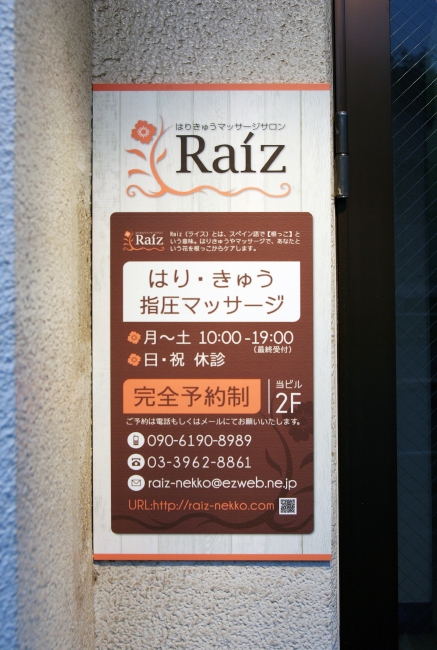 はりきゅうマッサージサロン
Raíz
Raíz
Raiz（ライス）とは、スペイン語で【根っこ】と
いう意味。はりきゅうやマッサージで、あなたと
いう花を根っこからケアします。
はり・きゅう
指圧マッサージ
月〜土 10:00-19:00
(最終受付)
日・祝 休診
完全予約制
当ビル
2F
ご予約は電話もしくはメールにてお願いいたします。
090-6190-8989
03-3962-8861
raiz-nekko@ezweb.ne.jp
URL:http://raiz-nekko.com